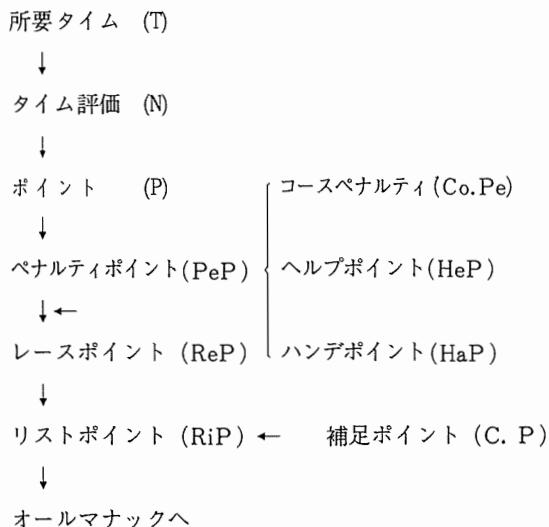 所要タイム (T)
↓
タイム評価 (N)
↓
ポイント (P) コースペナルティ(Co.Pe)
↓
ペナルティポイント(PeP) ヘルプポイント(HeP)
↓←
レースポイント (ReP) ハンデポイント(HaP)
↓
リストポイント (RiP) ← 補足ポイント (C. P)
↓
オールマナックへ